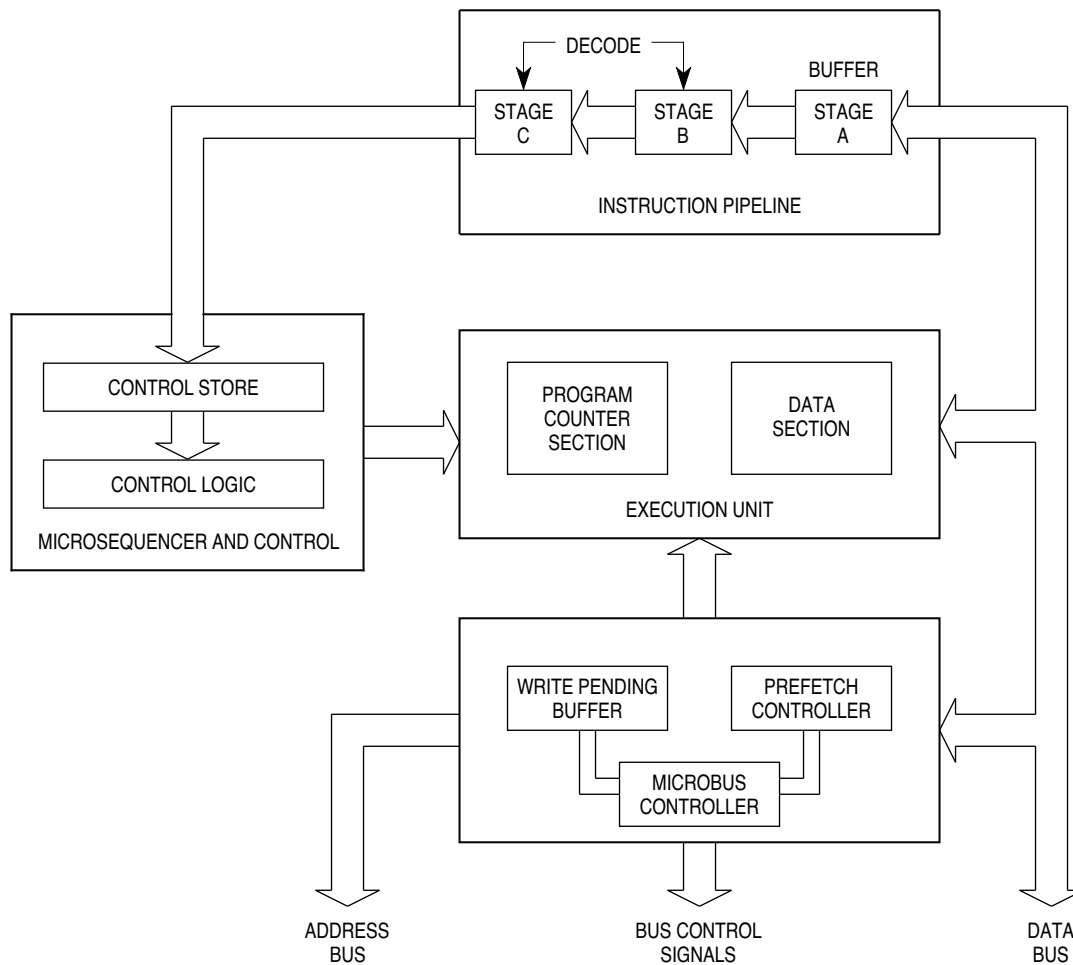 DECODE
BUFFER
STAGE
C
STAGE
B
STAGE
A
INSTRUCTION PIPELINE
CONTROL STORE
CONTROL LOGIC
MICROSEQUENCER AND CONTROL
PROGRAM
COUNTER
SECTION
DATA
SECTION
EXECUTION UNIT
WRITE PENDING
BUFFER
PREFETCH
CONTROLLER
MICROBUS
CONTROLLER
ADDRESS
BUS
BUS CONTROL
SIGNALS
DATA
BUS